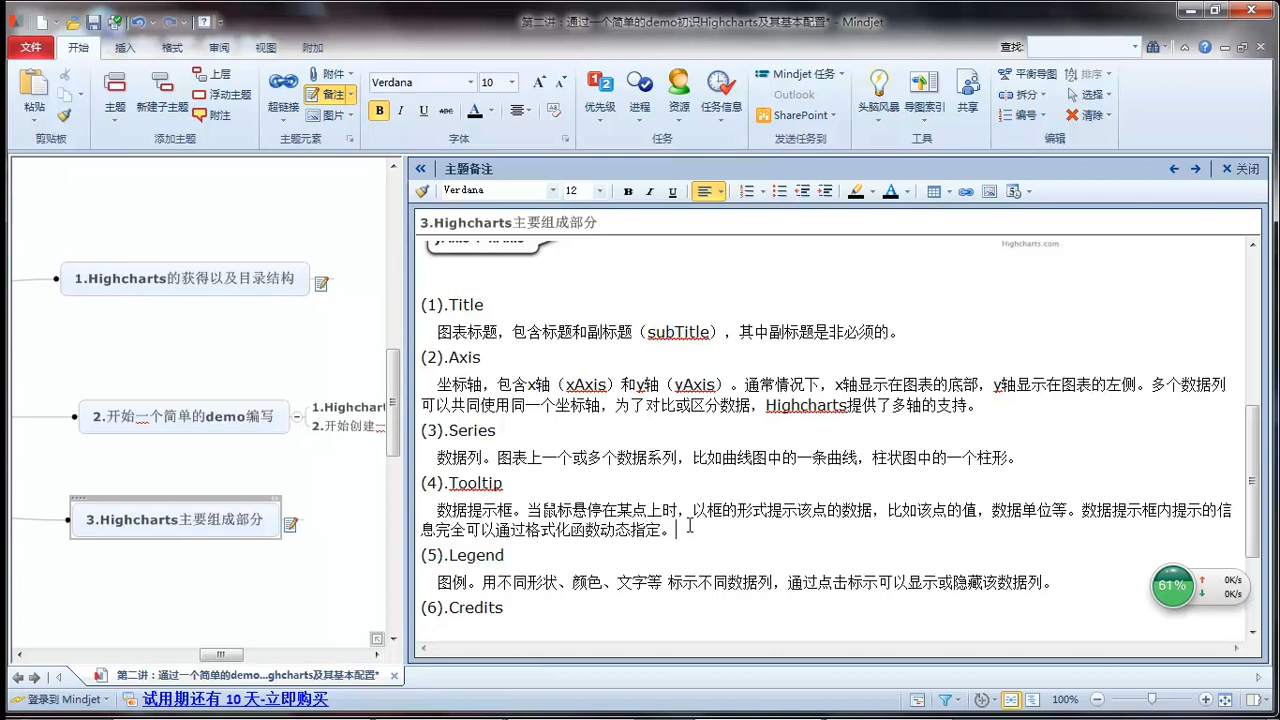 第二讲：通过一个简单的demo初识Highcharts及其基本配置* - Mindjet
文件 开始 插入 格式 审阅 视图 附加
查找:
粘贴
剪贴板
主题
新建子主题
上层
浮动主题
附注
添加主题
超链接
附件
备注
图片
主题元素
Verdana 10
B I U abc A
字体
优先级
进程
资源
任务信息
任务
Mindjet 任务
Outlook
SharePoint
发送任务到
头脑风暴
导图索引
共享
工具
平衡导图
拆分
编号
排序
选择
清除
编辑
1.Highcharts的获得以及目录结构
2.开始一个简单的demo编写
1.Highchart
2.开始创建一
3.Highcharts主要组成部分
主题备注
关闭
Verdana 12 B I U A
3.Highcharts主要组成部分
Highcharts.com
(1).Title
图表标题，包含标题和副标题（subTitle），其中副标题是非必须的。
(2).Axis
坐标轴，包含x轴（xAxis）和y轴（yAxis）。通常情况下，x轴显示在图表的底部，y轴显示在图表的左侧。多个数据列
可以共同使用同一个坐标轴，为了对比或区分数据，Highcharts提供了多轴的支持。
(3).Series
数据列。图表上一个或多个数据系列，比如曲线图中的一条曲线，柱状图中的一个柱形。
(4).Tooltip
数据提示框。当鼠标悬停在某点上时，以框的形式提示该点的数据，比如该点的值，数据单位等。数据提示框内提示的信
息完全可以通过格式化函数动态指定。
(5).Legend
图例。用不同形状、颜色、文字等 标示不同数据列，通过点击标示可以显示或隐藏该数据列。
(6).Credits
61%
0K/s
0K/s
第二讲：通过一个简单的demo...ghcharts及其基本配置*
登录到 Mindjet
试用期还有 10 天-立即购买
100%